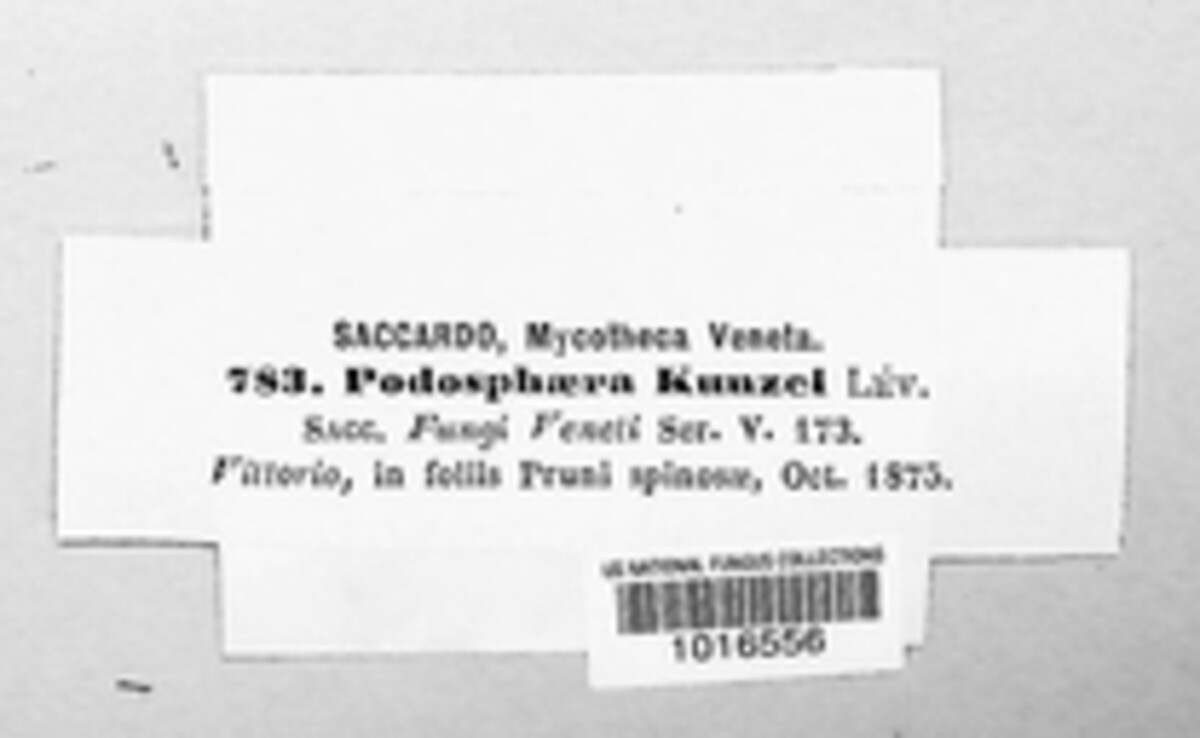 SACCARDO, Mycotheca Veneta.
783. Podosphæra Kunzei Lév.
SACC. Fungi Veneti Ser. V. 173.
Vittorio, in foliis Pruni spinosæ, Oct. 1875.
US NATIONAL FUNGUS COLLECTIONS
1016556